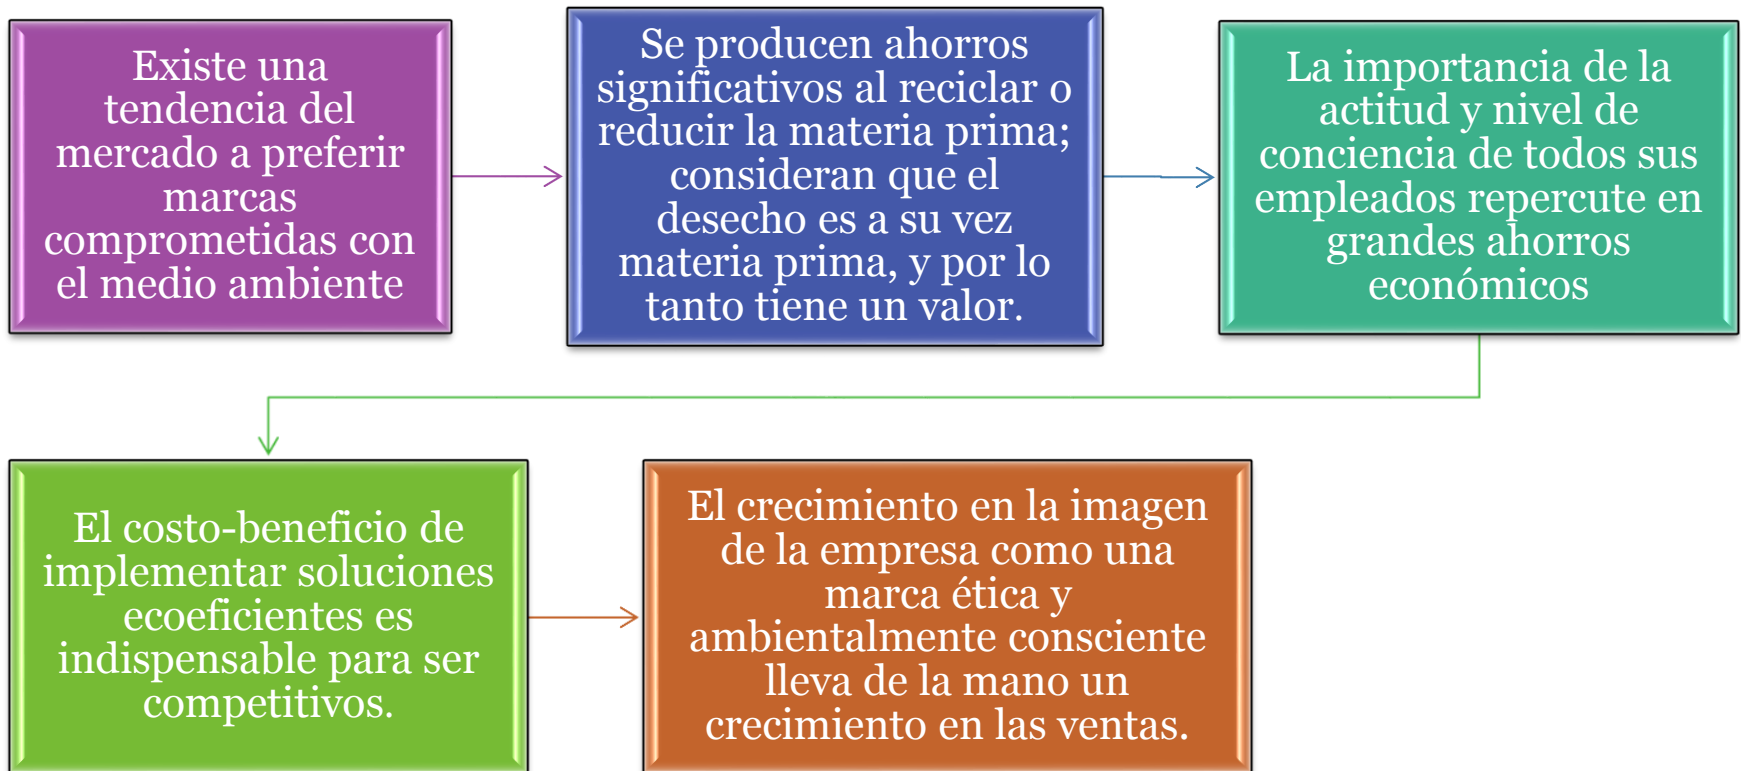 Existe una
tendencia del
mercado a preferir
marcas
comprometidas con
el medio ambiente
Se producen ahorros
significativos al reciclar o
reducir la materia prima;
consideran que el
desecho es a su vez
materia prima, y por lo
tanto tiene un valor.
La importancia de la
actitud y nivel de
conciencia de todos sus
empleados repercute en
grandes ahorros
económicos
El costo-beneficio de
implementar soluciones
ecoeficientes es
indispensable para ser
competitivos.
El crecimiento en la imagen
de la empresa como una
marca ética y
ambientalmente consciente
lleva de la mano un
crecimiento en las ventas.